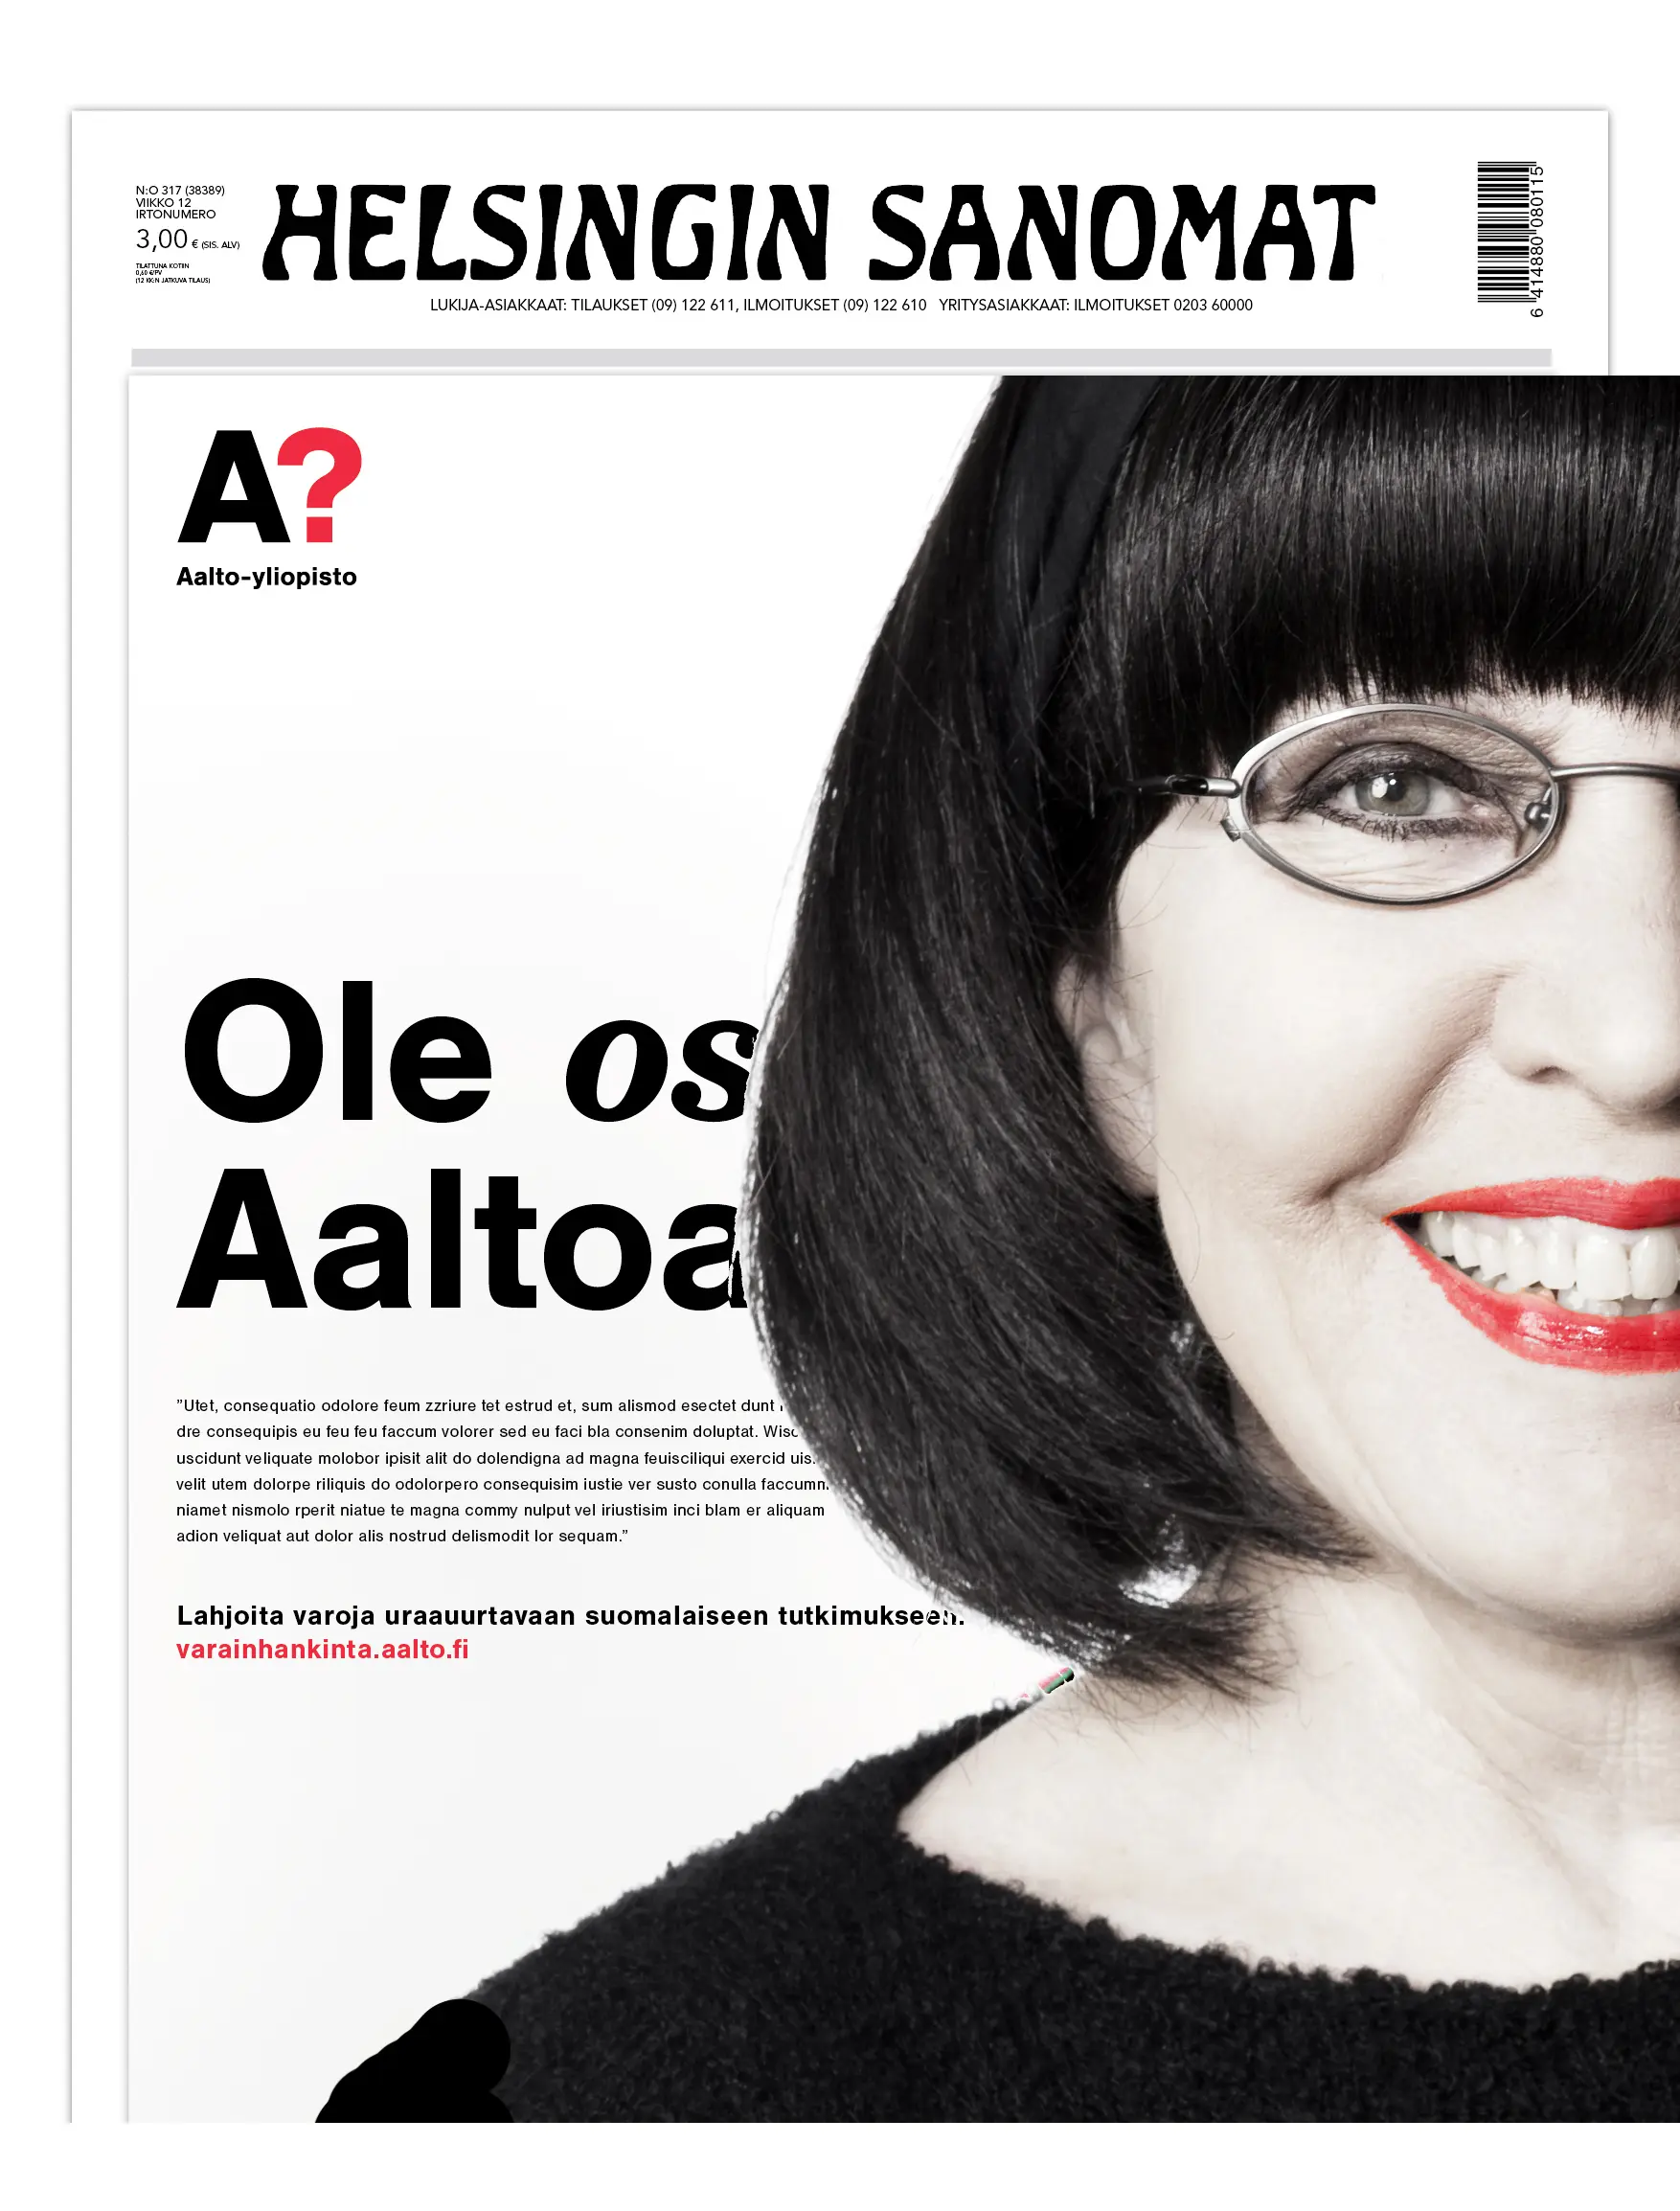 N:O 317 (38389)
VIIKKO 12
IRTONUMERO
3,00 € (SIS. ALV)
TILATTUNA KOTIIN
0,60 €/PV
(12 KK:N JATKUVA TILAUS)
HELSINGIN SANOMAT
LUKIJA-ASIAKKAAT: TILAUKSET (09) 122 611, ILMOITUKSET (09) 122 610 YRITYSASIAKKAAT: ILMOITUKSET 0203 60000
6 414880 080115
A?
Aalto-yliopisto
Ole os
Aaltoa
”Utet, consequatio odolore feum zzriure tet estrud et, sum alismod esectet dunt
dre consequipis eu feu feu faccum volorer sed eu faci bla consenim doluptat. Wisc
uscidunt veliquate molobor ipisit alit do dolendigna ad magna feuisciliqui exercid uis
velit utem dolorpe riliquis do odolorpero consequisim iustie ver susto conulla faccumn
niamet nismolo rperit niatue te magna commy nulput vel iriustisim inci blam er aliquam
adion veliquat aut dolor alis nostrud delismodit lor sequam.”
Lahjoita varoja uraauurtavaan suomalaiseen tutkimukseen.
varainhankinta.aalto.fi